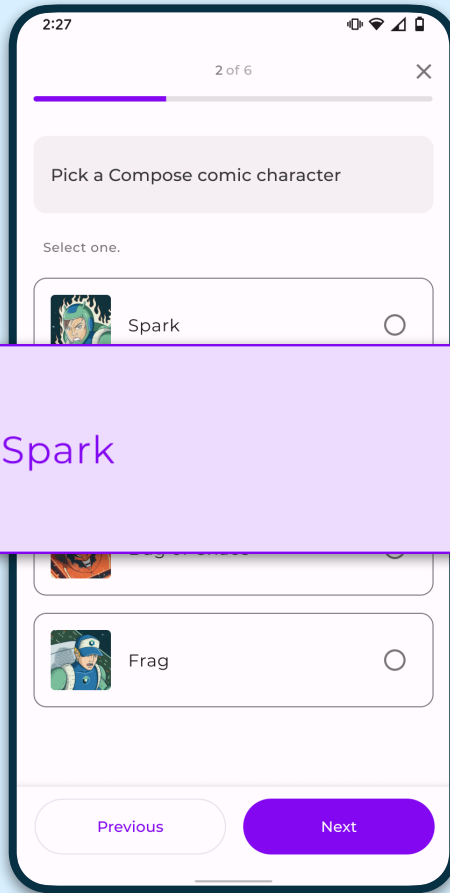 2:27
2 of 6
Pick a Compose comic character
Select one.
Spark
Spark
Frag
Previous
Next